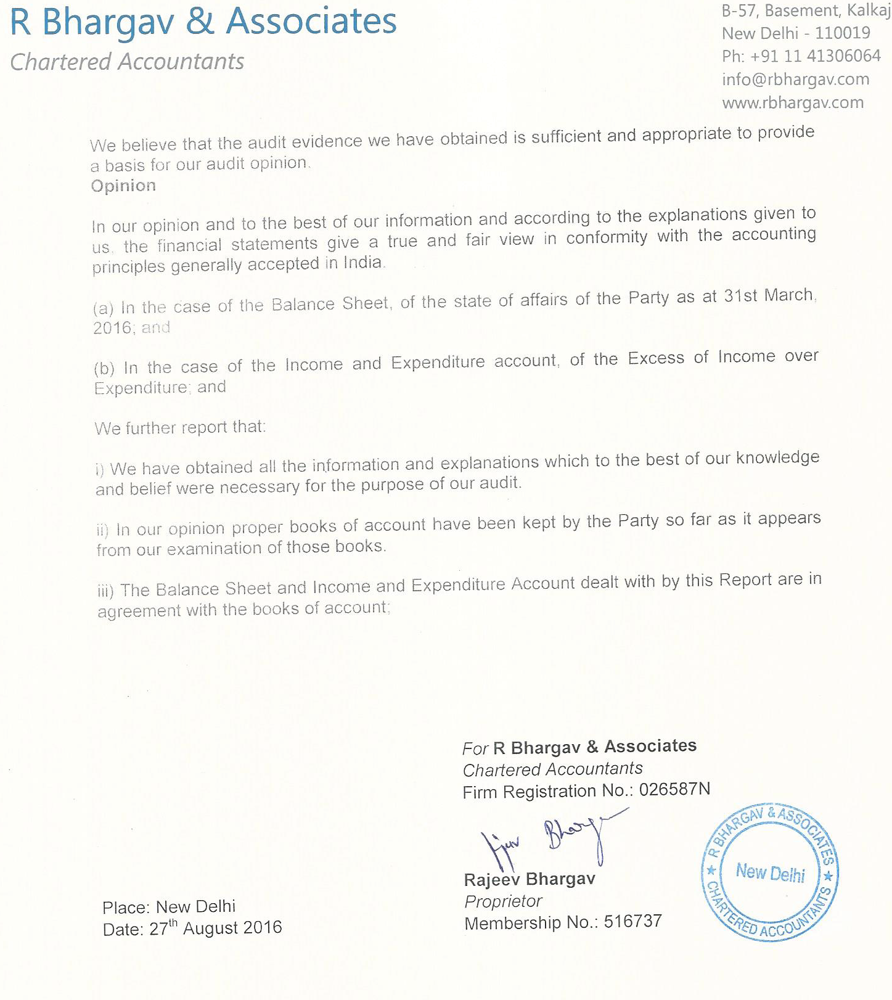 R Bhargav & Associates
Chartered Accountants
B-57, Basement, Kalkaj
New Delhi - 110019
Ph: +91 11 41306064
info@rbhargav.com
www.rbhargav.com
We believe that the audit evidence we have obtained is sufficient and appropriate to provide
a basis for our audit opinion.
Opinion
In our opinion and to the best of our information and according to the explanations given to
us, the financial statements give a true and fair view in conformity with the accounting
principles generally accepted in India.
(a) In the case of the Balance Sheet, of the state of affairs of the Party as at 31st March,
2016; and
(b) In the case of the Income and Expenditure account, of the Excess of Income over
Expenditure; and
We further report that:
i) We have obtained all the information and explanations which to the best of our knowledge
and belief were necessary for the purpose of our audit.
ii) In our opinion proper books of account have been kept by the Party so far as it appears
from our examination of those books.
iii) The Balance Sheet and Income and Expenditure Account dealt with by this Report are in
agreement with the books of account;
For R Bhargav & Associates
Chartered Accountants
Firm Registration No.: 026587N
Bhargav
Rajeev Bhargav
Proprietor
Membership No.: 516737
R BHARGAV & ASSOCIATES
New Delhi
★ CHARTERED ACCOUNTANTS ★
Place: New Delhi
Date: 27th August 2016